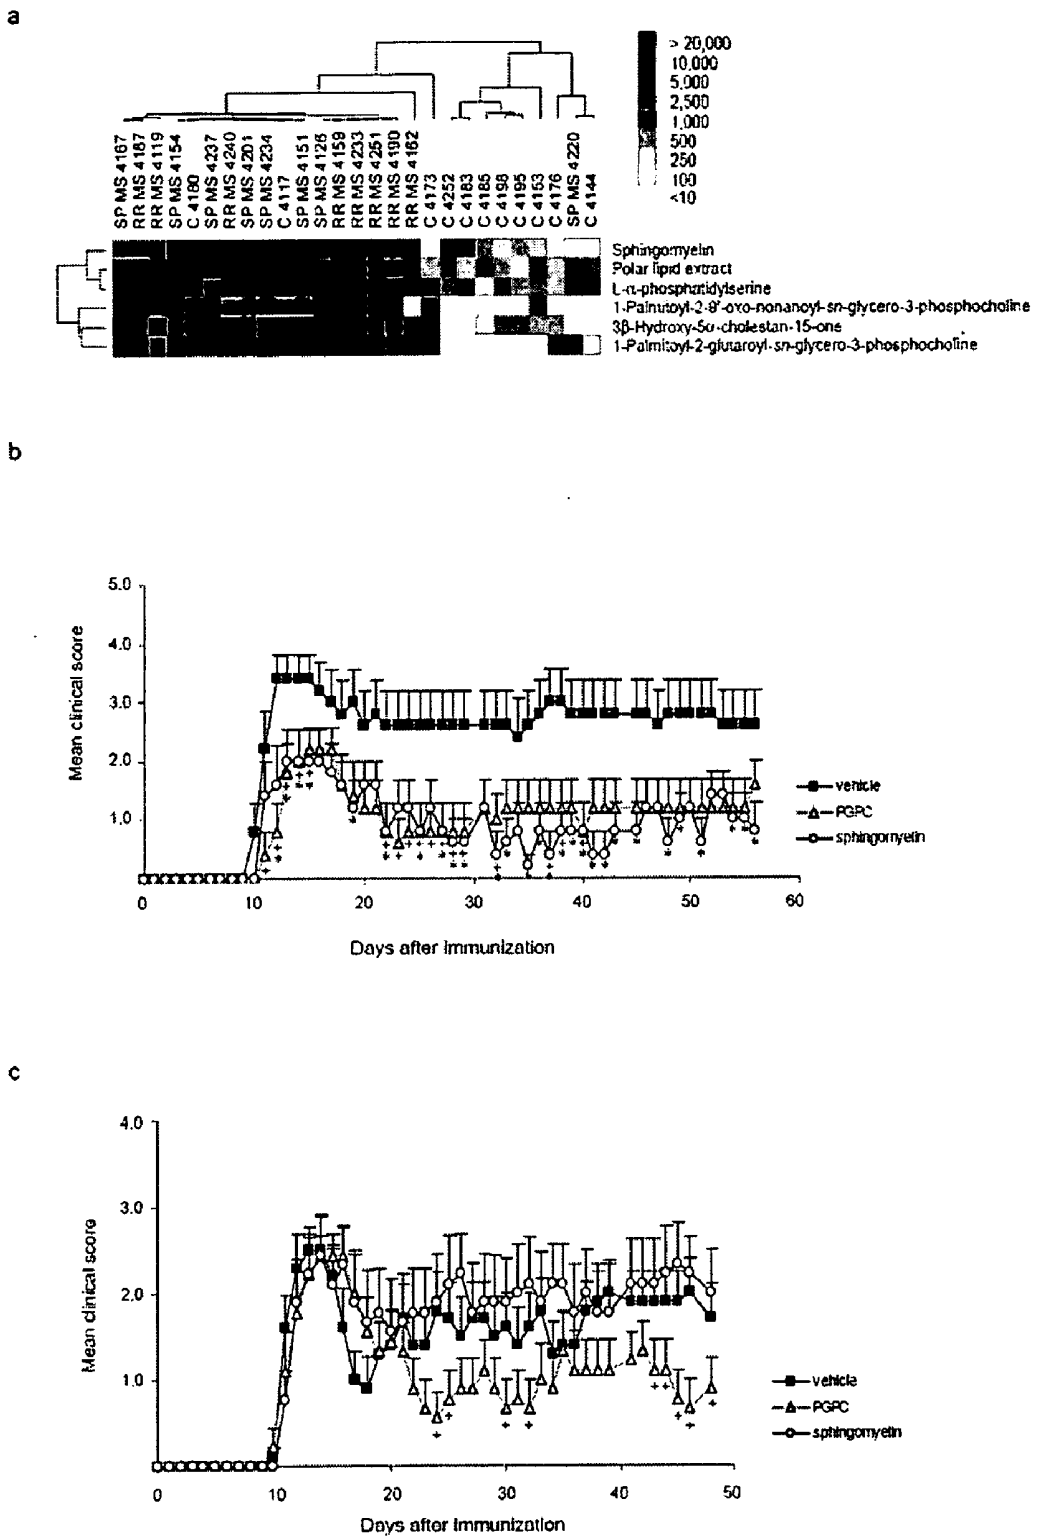 a
> 20,000
10,000
5,000
2,500
1,000
500
250
100
<10
SP MS 4167
RR MS 4187
RR MS 4119
SP MS 4154
C 4180
SP MS 4237
RR MS 4240
SP MS 4201
SP MS 4234
C 4117
SP MS 4151
SP MS 4126
RR MS 4159
RR MS 4233
RR MS 4251
RR MS 4190
RR MS 4162
C 4173
C 4252
C 4183
C 4185
C 4198
C 4195
C 4153
C 4176
SP MS 4220
C 4144
Sphingomyelin
Polar lipid extract
L-α-phosphatidylserine
1-Palmitoyl-2-9'-oxo-nonanoyl-sn-glycero-3-phosphocholine
3β-Hydroxy-5α-cholestan-15-one
1-Palmitoyl-2-glutaroyl-sn-glycero-3-phosphocholine
b
Mean clinical score
5.0
4.0
3.0
2.0
1.0
0
10
20
30
40
50
60
Days after immunization
vehicle
PGPC
sphingomyelin
c
Mean clinical score
4.0
3.0
2.0
1.0
0
10
20
30
40
50
Days after immunization
vehicle
PGPC
sphingomyelin